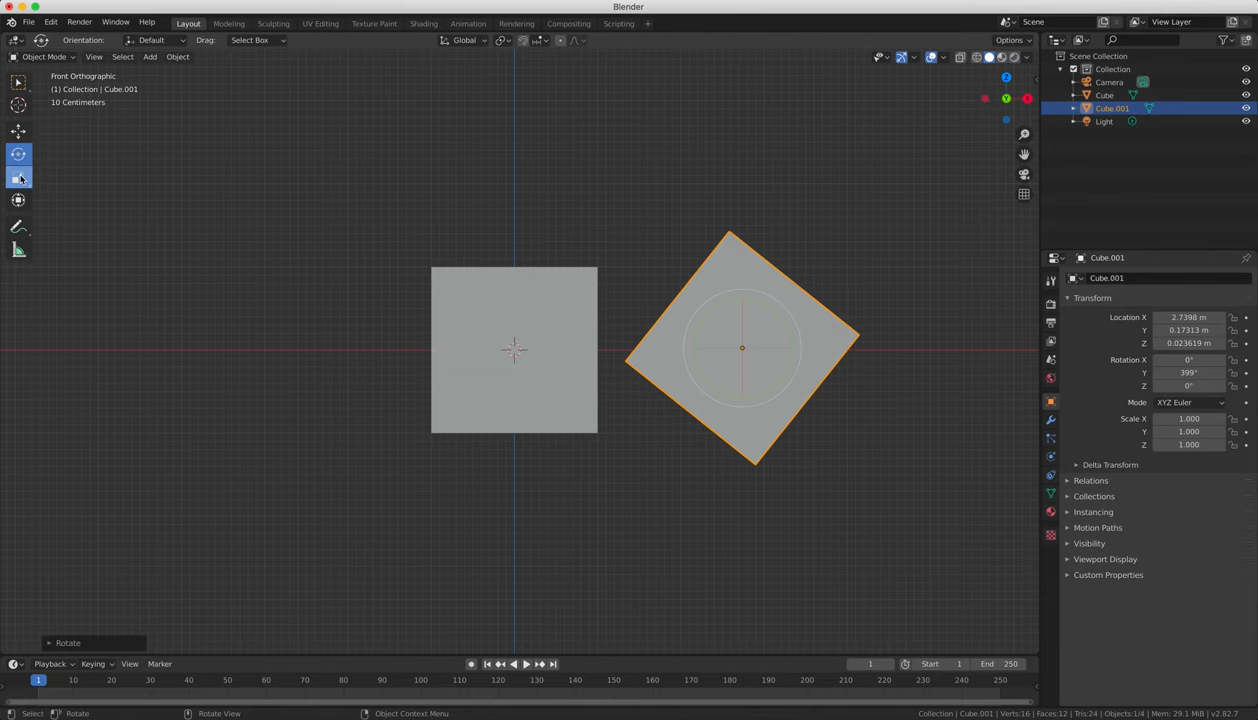 Blender
File Edit Render Window Help Layout Modeling Sculpting UV Editing Texture Paint Shading Animation Rendering Compositing Scripting + Scene View Layer
Orientation: Default Drag: Select Box Global Options
Object Mode View Select Add Object
Front Orthographic
(1) Collection | Cube.001
10 Centimeters
Z
Y
X
Scene Collection
Collection
Camera
Cube
Cube.001
Light
Cube.001
Cube.001
Transform
Location X 2.7398 m
Y 0.17313 m
Z 0.023619 m
Rotation X 0°
Y 399°
Z 0°
Mode XYZ Euler
Scale X 1.000
Y 1.000
Z 1.000
Delta Transform
Relations
Collections
Instancing
Motion Paths
Visibility
Viewport Display
Custom Properties
Rotate
Playback Keying View Marker 1 Start 1 End 250
1 10 20 30 40 50 60 70 80 90 100 110 120 130 140 150 160 170 180 190 200 210 220 230 240 250
Select Rotate Rotate View Object Context Menu Collection | Cube.001 | Verts:16 | Faces:12 | Tris:24 | Objects:1/4 | Mem: 29.1 MiB | v2.82.7